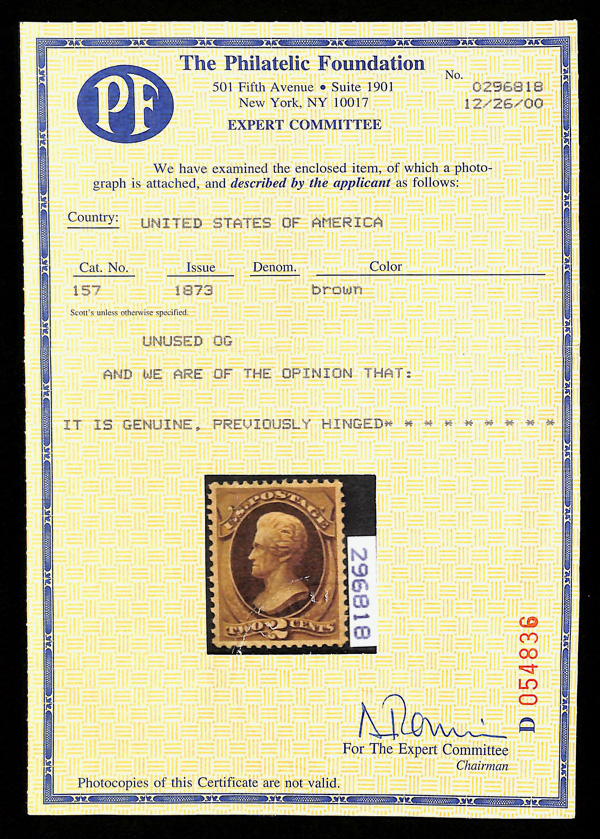 PF
The Philatelic Foundation
501 Fifth Avenue • Suite 1901
New York, NY 10017
EXPERT COMMITTEE
No.
0296818
12/26/00
We have examined the enclosed item, of which a photo-
graph is attached, and described by the applicant as follows:
Country: UNITED STATES OF AMERICA
Cat. No. Issue Denom. Color
157 1873 brown
Scott's unless otherwise specified.
UNUSED OG
AND WE ARE OF THE OPINION THAT:
IT IS GENUINE, PREVIOUSLY HINGED* * * * * * * * *
U.S. POSTAGE
TWO 2 CENTS
296818
D 054836
For The Expert Committee
Chairman
Photocopies of this Certificate are not valid.